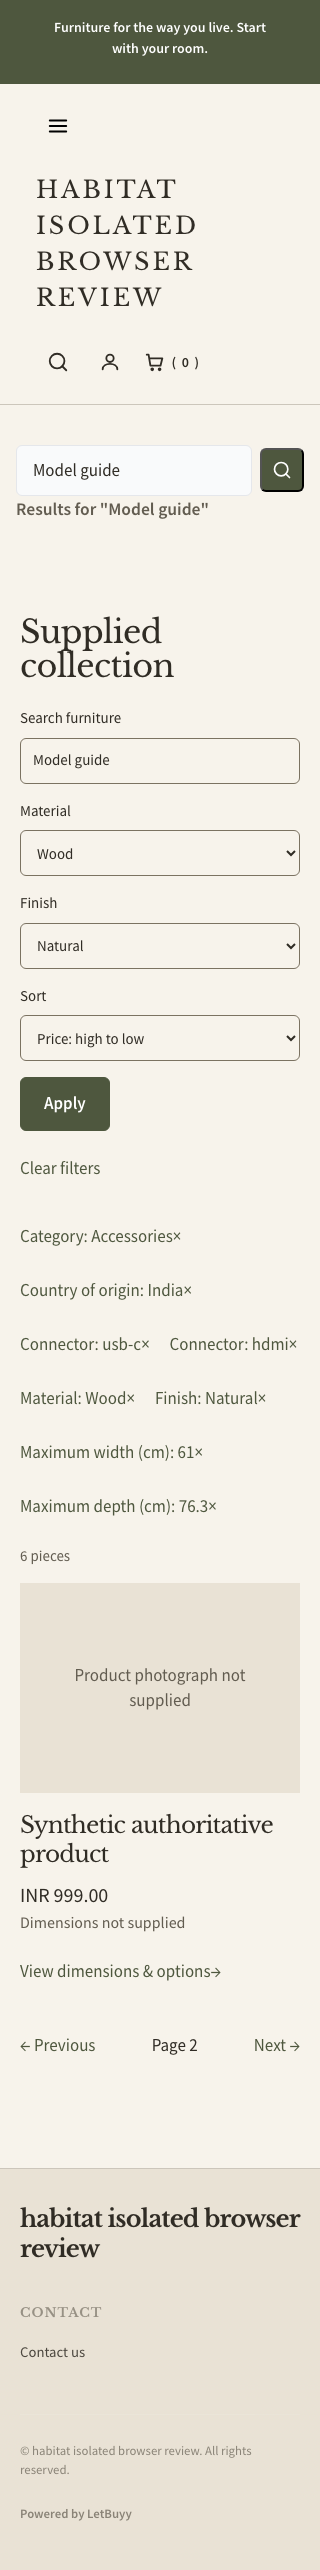 Furniture for the way you live. Start
with your room.
HABITAT
ISOLATED
BROWSER
REVIEW
( 0 )
Model guide
Results for "Model guide"
Supplied
collection
Search furniture
Model guide
Material
Wood
Finish
Natural
Sort
Price: high to low
Apply
Clear filters
Category: Accessories×
Country of origin: India×
Connector: usb-c× Connector: hdmi×
Material: Wood× Finish: Natural×
Maximum width (cm): 61×
Maximum depth (cm): 76.3×
6 pieces
Product photograph not
supplied
Synthetic authoritative
product
INR 999.00
Dimensions not supplied
View dimensions & options→
← Previous Page 2 Next →
habitat isolated browser
review
CONTACT
Contact us
© habitat isolated browser review. All rights
reserved.
Powered by LetBuyy